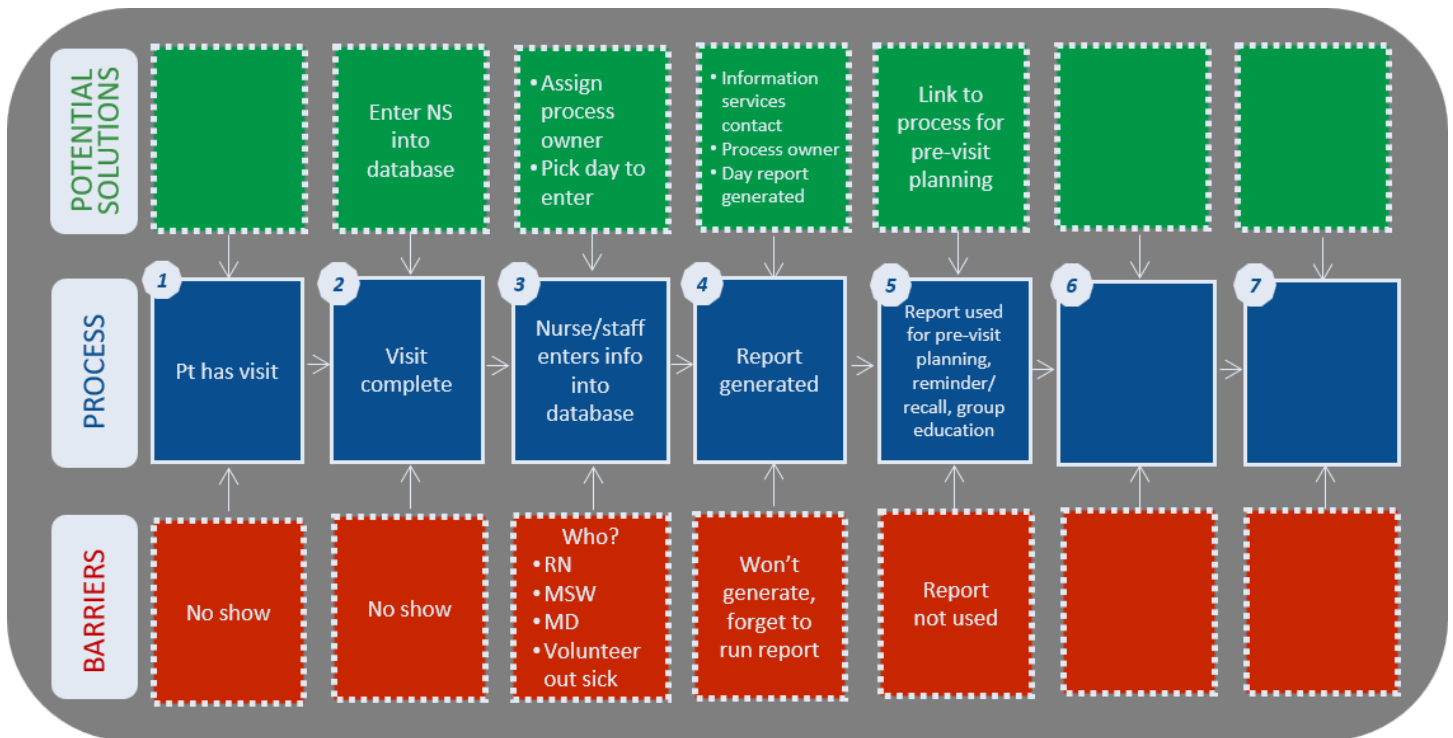 POTENTIAL
SOLUTIONS
Enter NS
into
database
• Assign
process
owner
• Pick day to
enter
• Information
services
contact
• Process owner
• Day report
generated
Link to
process for
pre-visit
planning
PROCESS
1
Pt has visit
2
Visit
complete
3
Nurse/staff
enters info
into
database
4
Report
generated
5
Report used
for pre-visit
planning,
reminder/
recall, group
education
6
7
BARRIERS
No show
No show
Who?
• RN
• MSW
• MD
• Volunteer
out sick
Won’t
generate,
forget to
run report
Report
not used